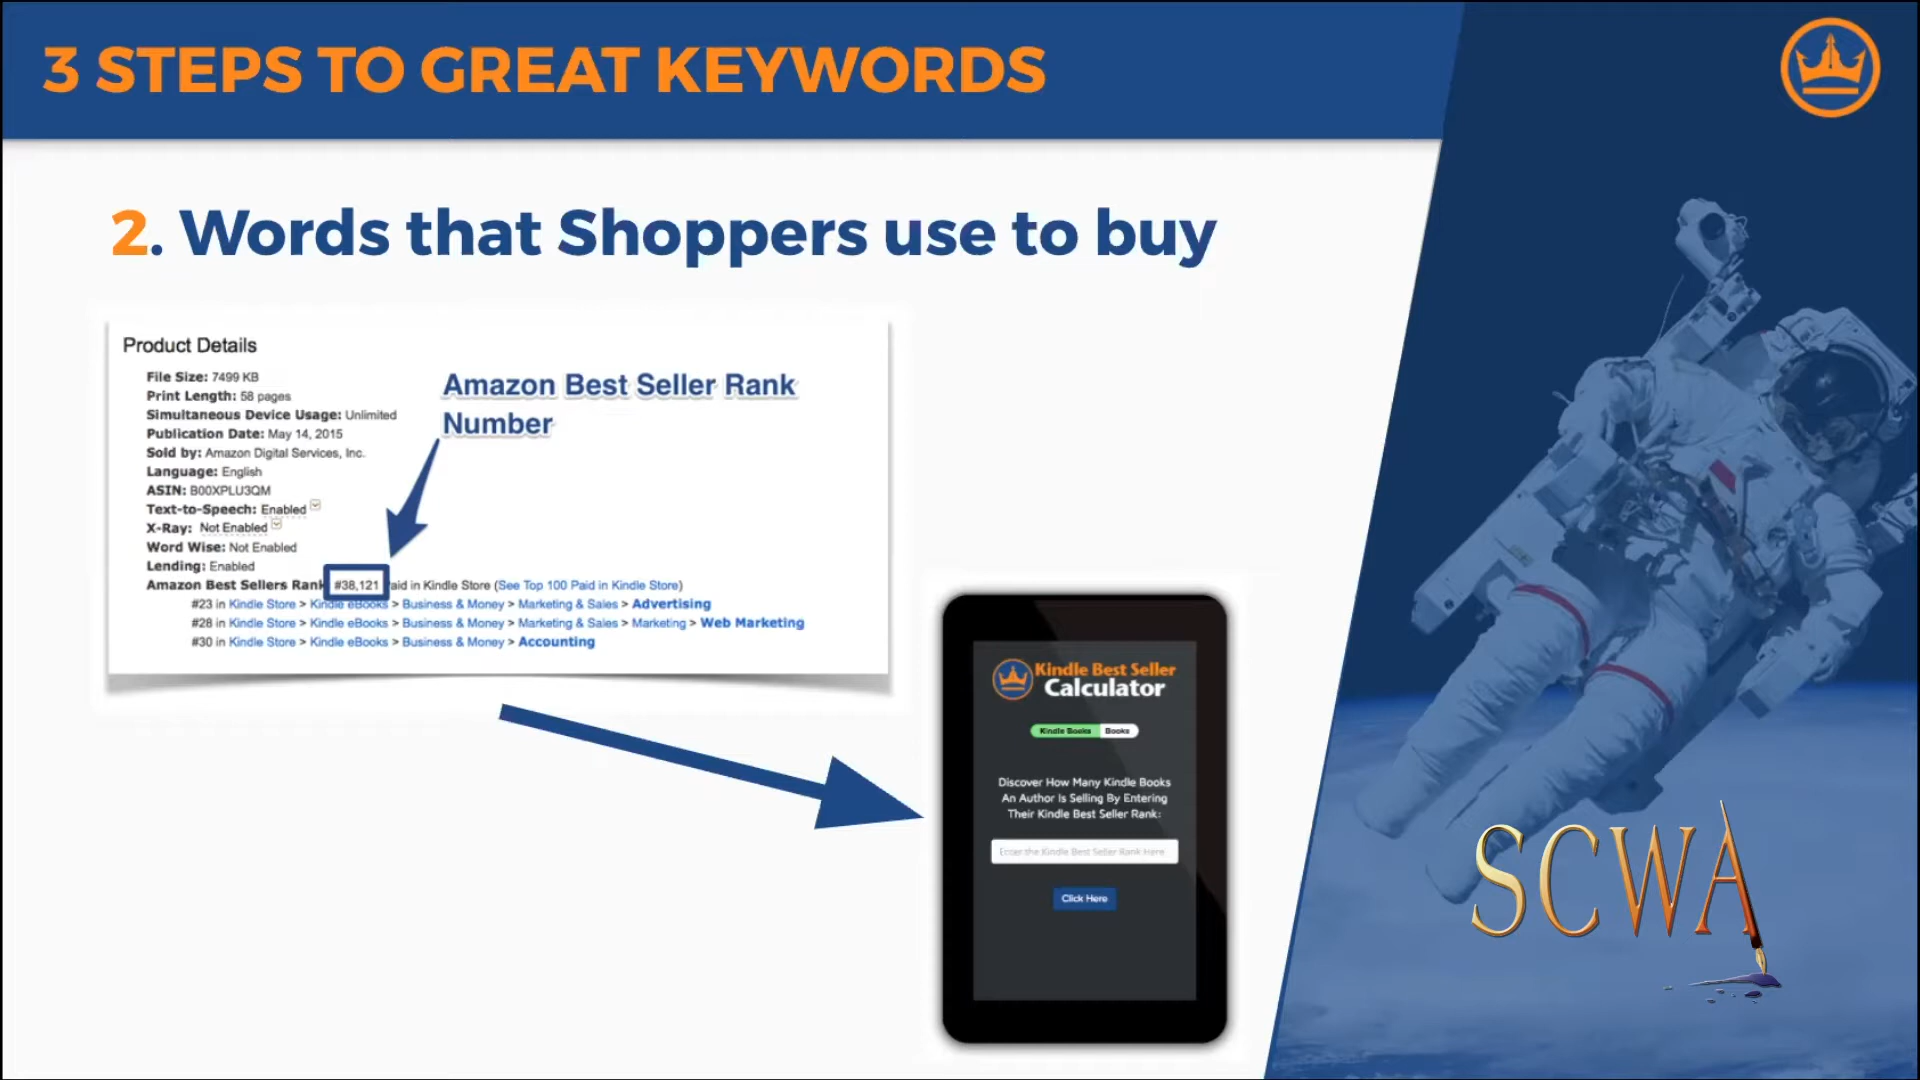 3 STEPS TO GREAT KEYWORDS
2. Words that Shoppers use to buy
Product Details
File Size: 7499 KB
Print Length: 58 pages
Simultaneous Device Usage: Unlimited
Publication Date: May 14, 2015
Sold by: Amazon Digital Services, Inc.
Language: English
ASIN: B00XPLU3QM
Text-to-Speech: Enabled
X-Ray: Not Enabled
Word Wise: Not Enabled
Lending: Enabled
Amazon Best Sellers Rank #38,121 aid in Kindle Store (See Top 100 Paid in Kindle Store)
#23 in Kindle Store > Kindle eBooks > Business & Money > Marketing & Sales > Advertising
#28 in Kindle Store > Kindle eBooks > Business & Money > Marketing & Sales > Marketing > Web Marketing
#30 in Kindle Store > Kindle eBooks > Business & Money > Accounting
Amazon Best Seller Rank
Number
Kindle Best Seller
Calculator
Kindle Books Books
Discover How Many Kindle Books
An Author Is Selling By Entering
Their Kindle Best Seller Rank:
Enter the Kindle Best Seller Rank Here
Click Here
SCWA